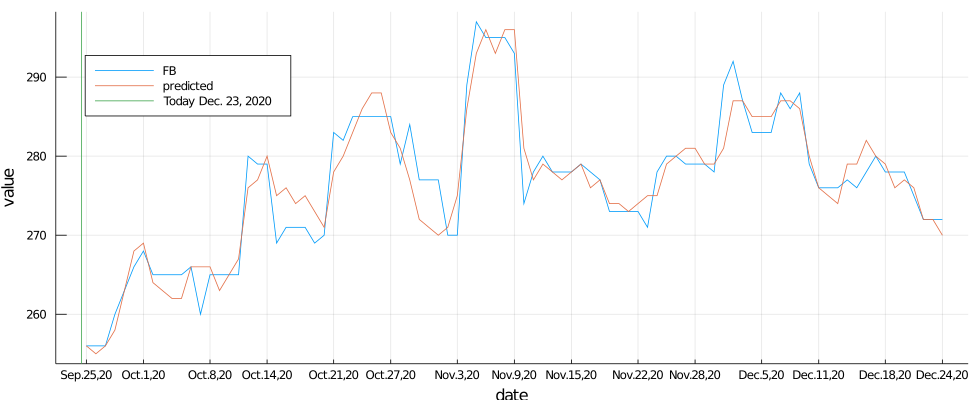 FB
predicted
Today Dec. 23, 2020
value
290
280
270
260
Sep.25,20 Oct.1,20 Oct.8,20 Oct.14,20 Oct.21,20 Oct.27,20 Nov.3,20 Nov.9,20 Nov.15,20 Nov.22,20 Nov.28,20 Dec.5,20 Dec.11,20 Dec.18,20 Dec.24,20
date